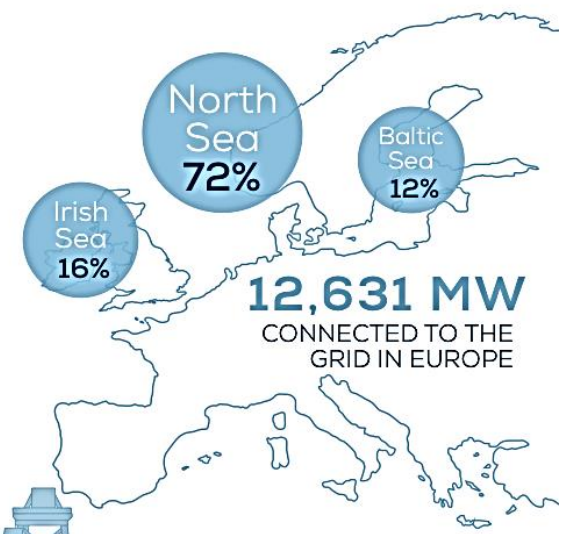 North
Sea
72%
Baltic
Sea
12%
Irish
Sea
16%
12,631 MW
CONNECTED TO THE
GRID IN EUROPE